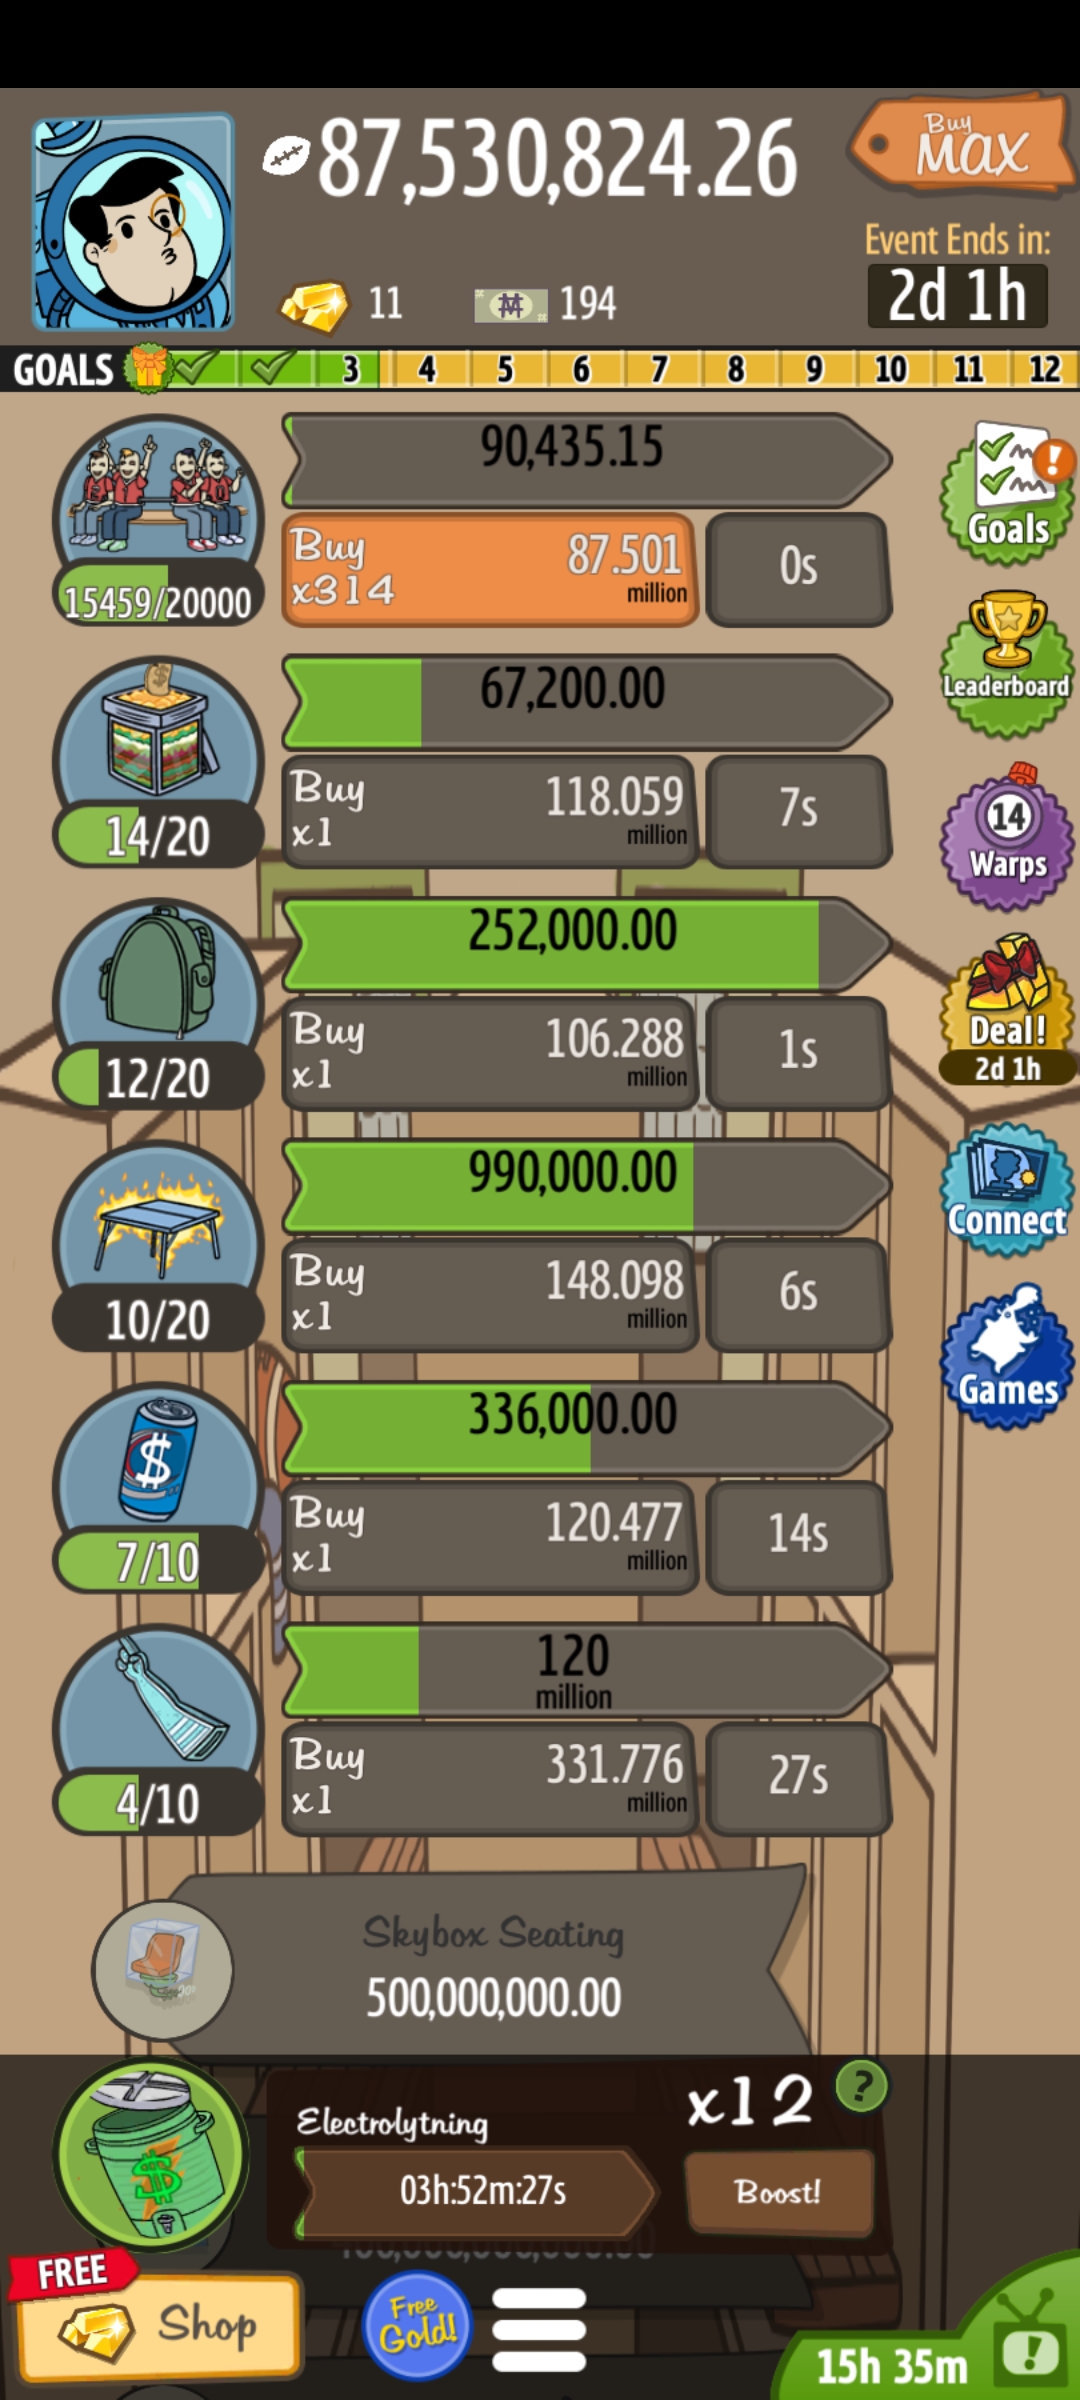 87,530,824.26
Buy
MAX
Event Ends in:
2d 1h
11
194
GOALS
3
4
5
6
7
8
9
10
11
12
90,435.15
Buy
x314
87.501
million
0s
15459/20000
Goals
67,200.00
Buy
x1
118.059
million
7s
14/20
Leaderboard
14
Warps
252,000.00
Buy
x1
106.288
million
1s
12/20
Deal!
2d 1h
990,000.00
Buy
x1
148.098
million
6s
10/20
Connect
336,000.00
Buy
x1
120.477
million
14s
7/10
Games
120
million
Buy
x1
331.776
million
27s
4/10
Skybox Seating
500,000,000.00
Electrolytning
x12
?
03h:52m:27s
Boost!
FREE
Shop
Free
Gold!
15h 35m